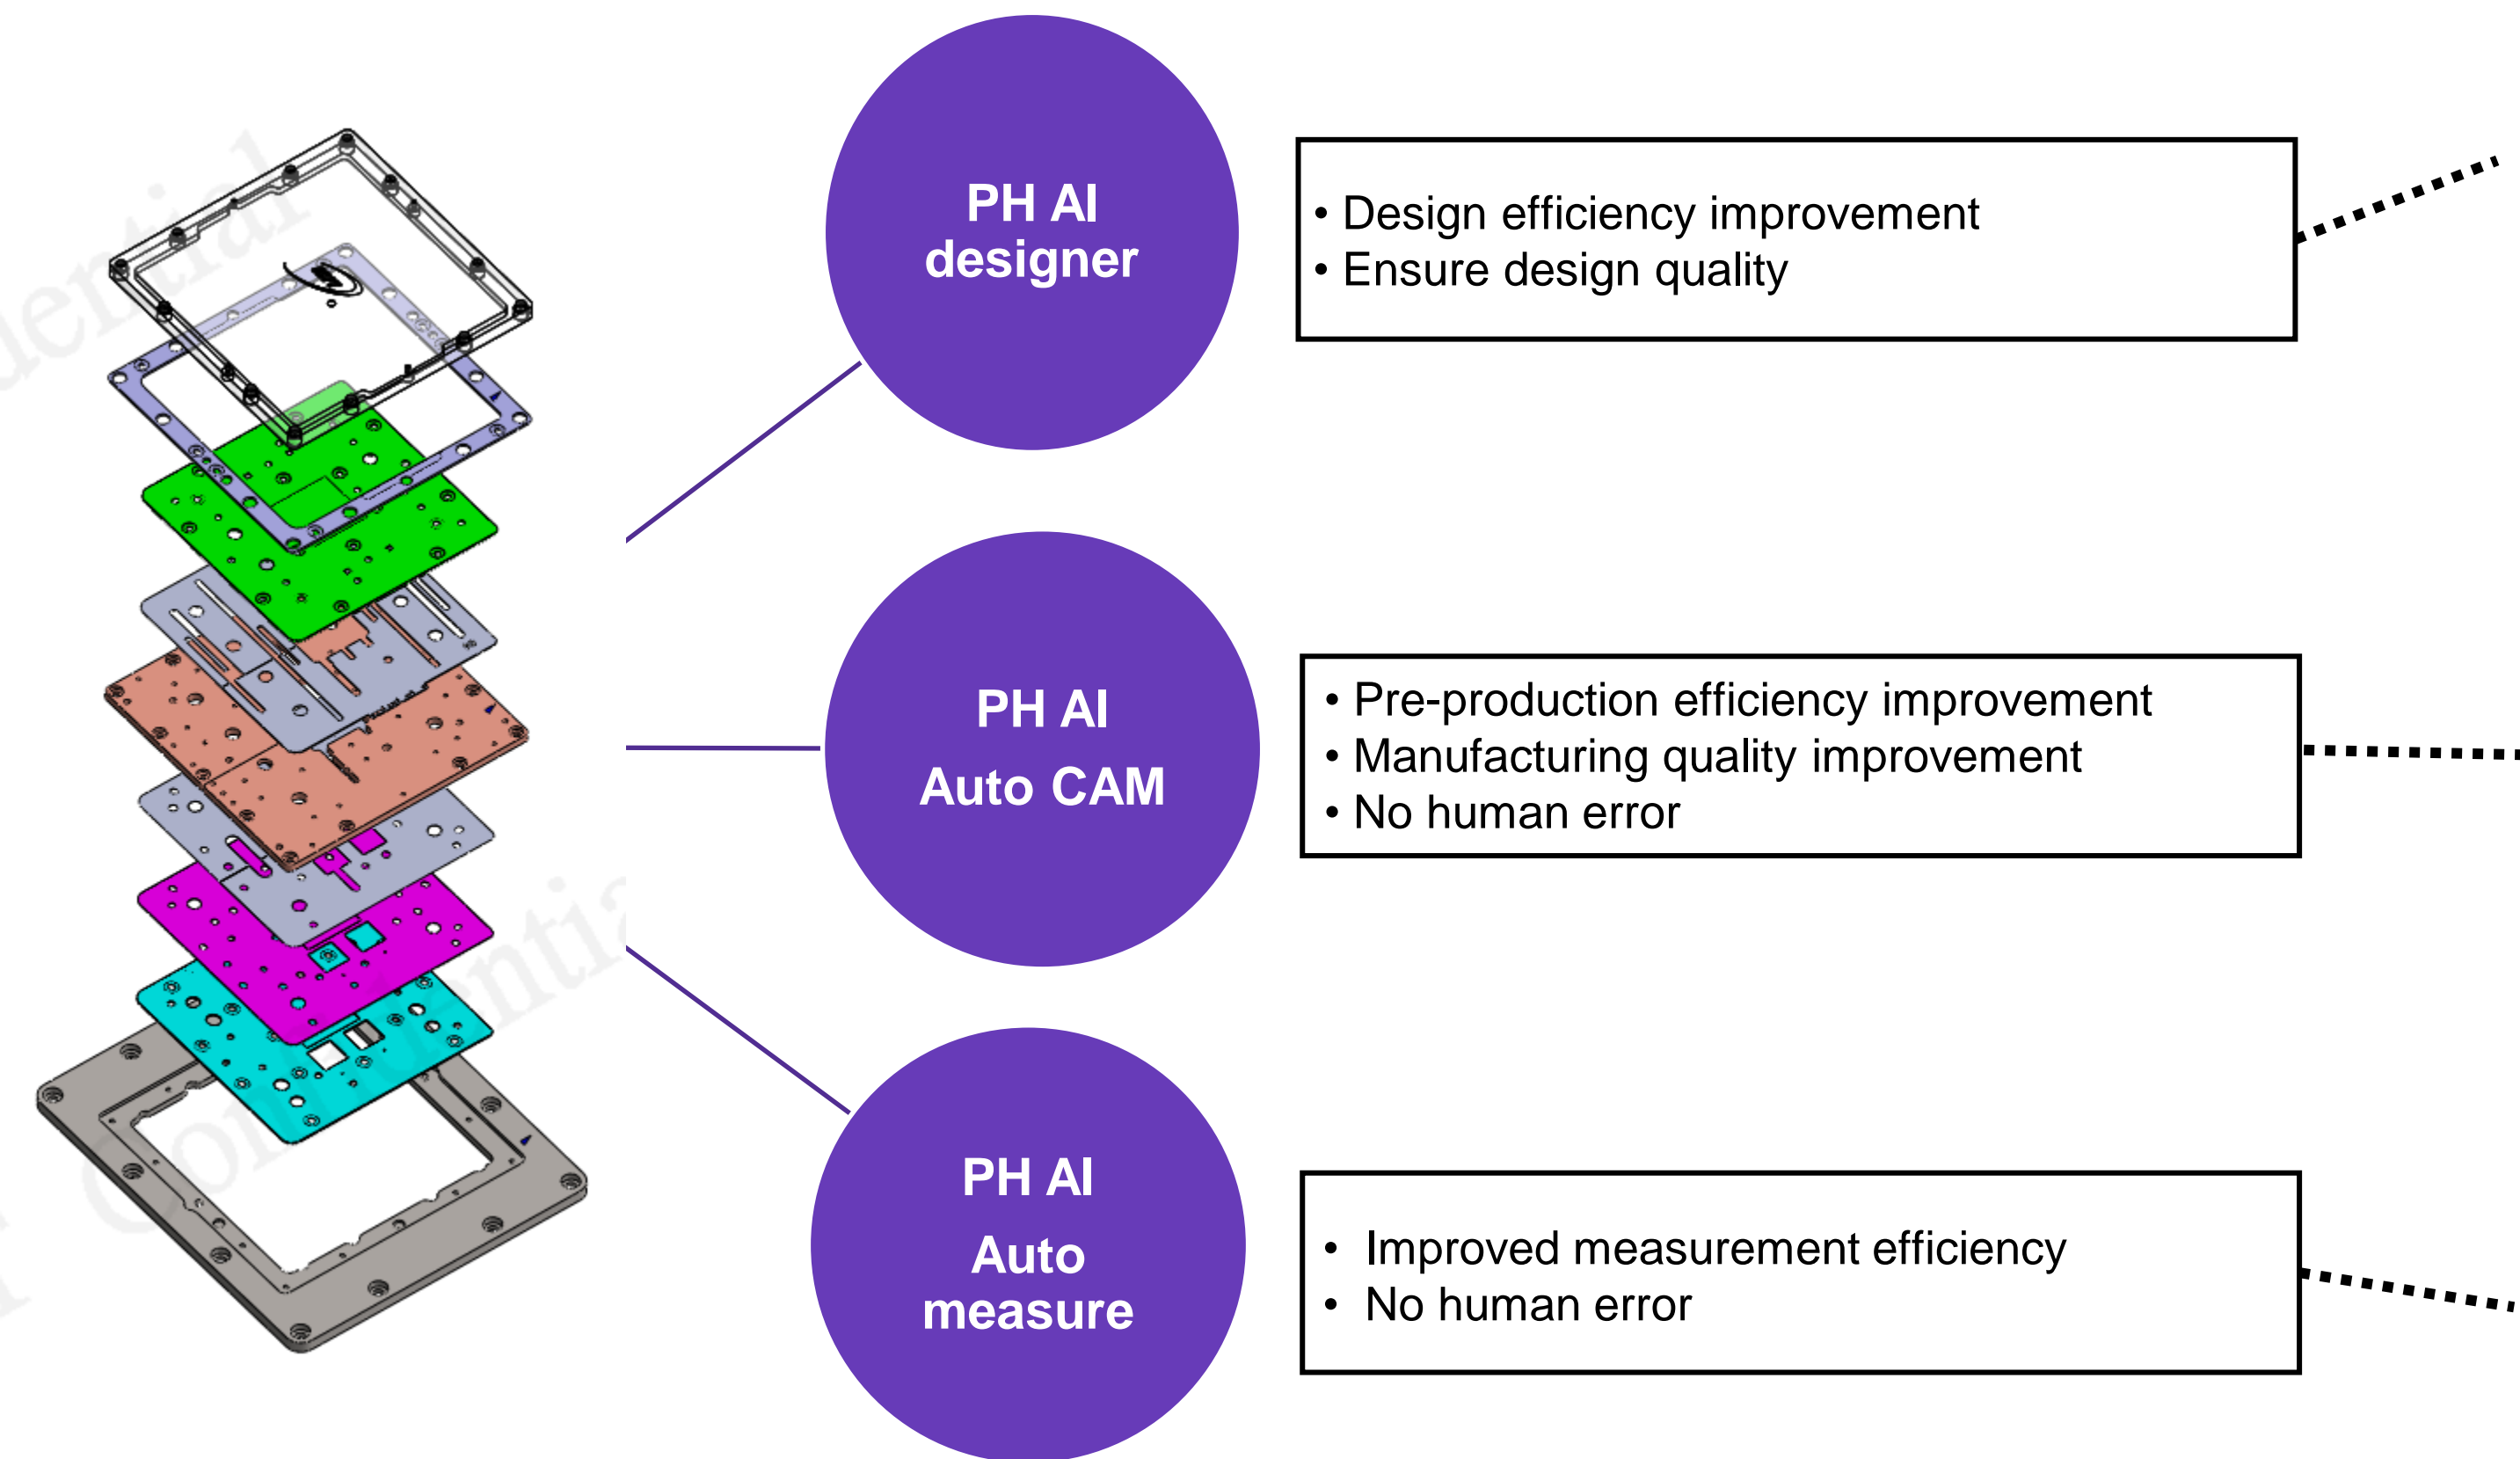 PH AI
designer
• Design efficiency improvement
• Ensure design quality
PH AI
Auto CAM
• Pre-production efficiency improvement
• Manufacturing quality improvement
• No human error
PH AI
Auto
measure
• Improved measurement efficiency
• No human error